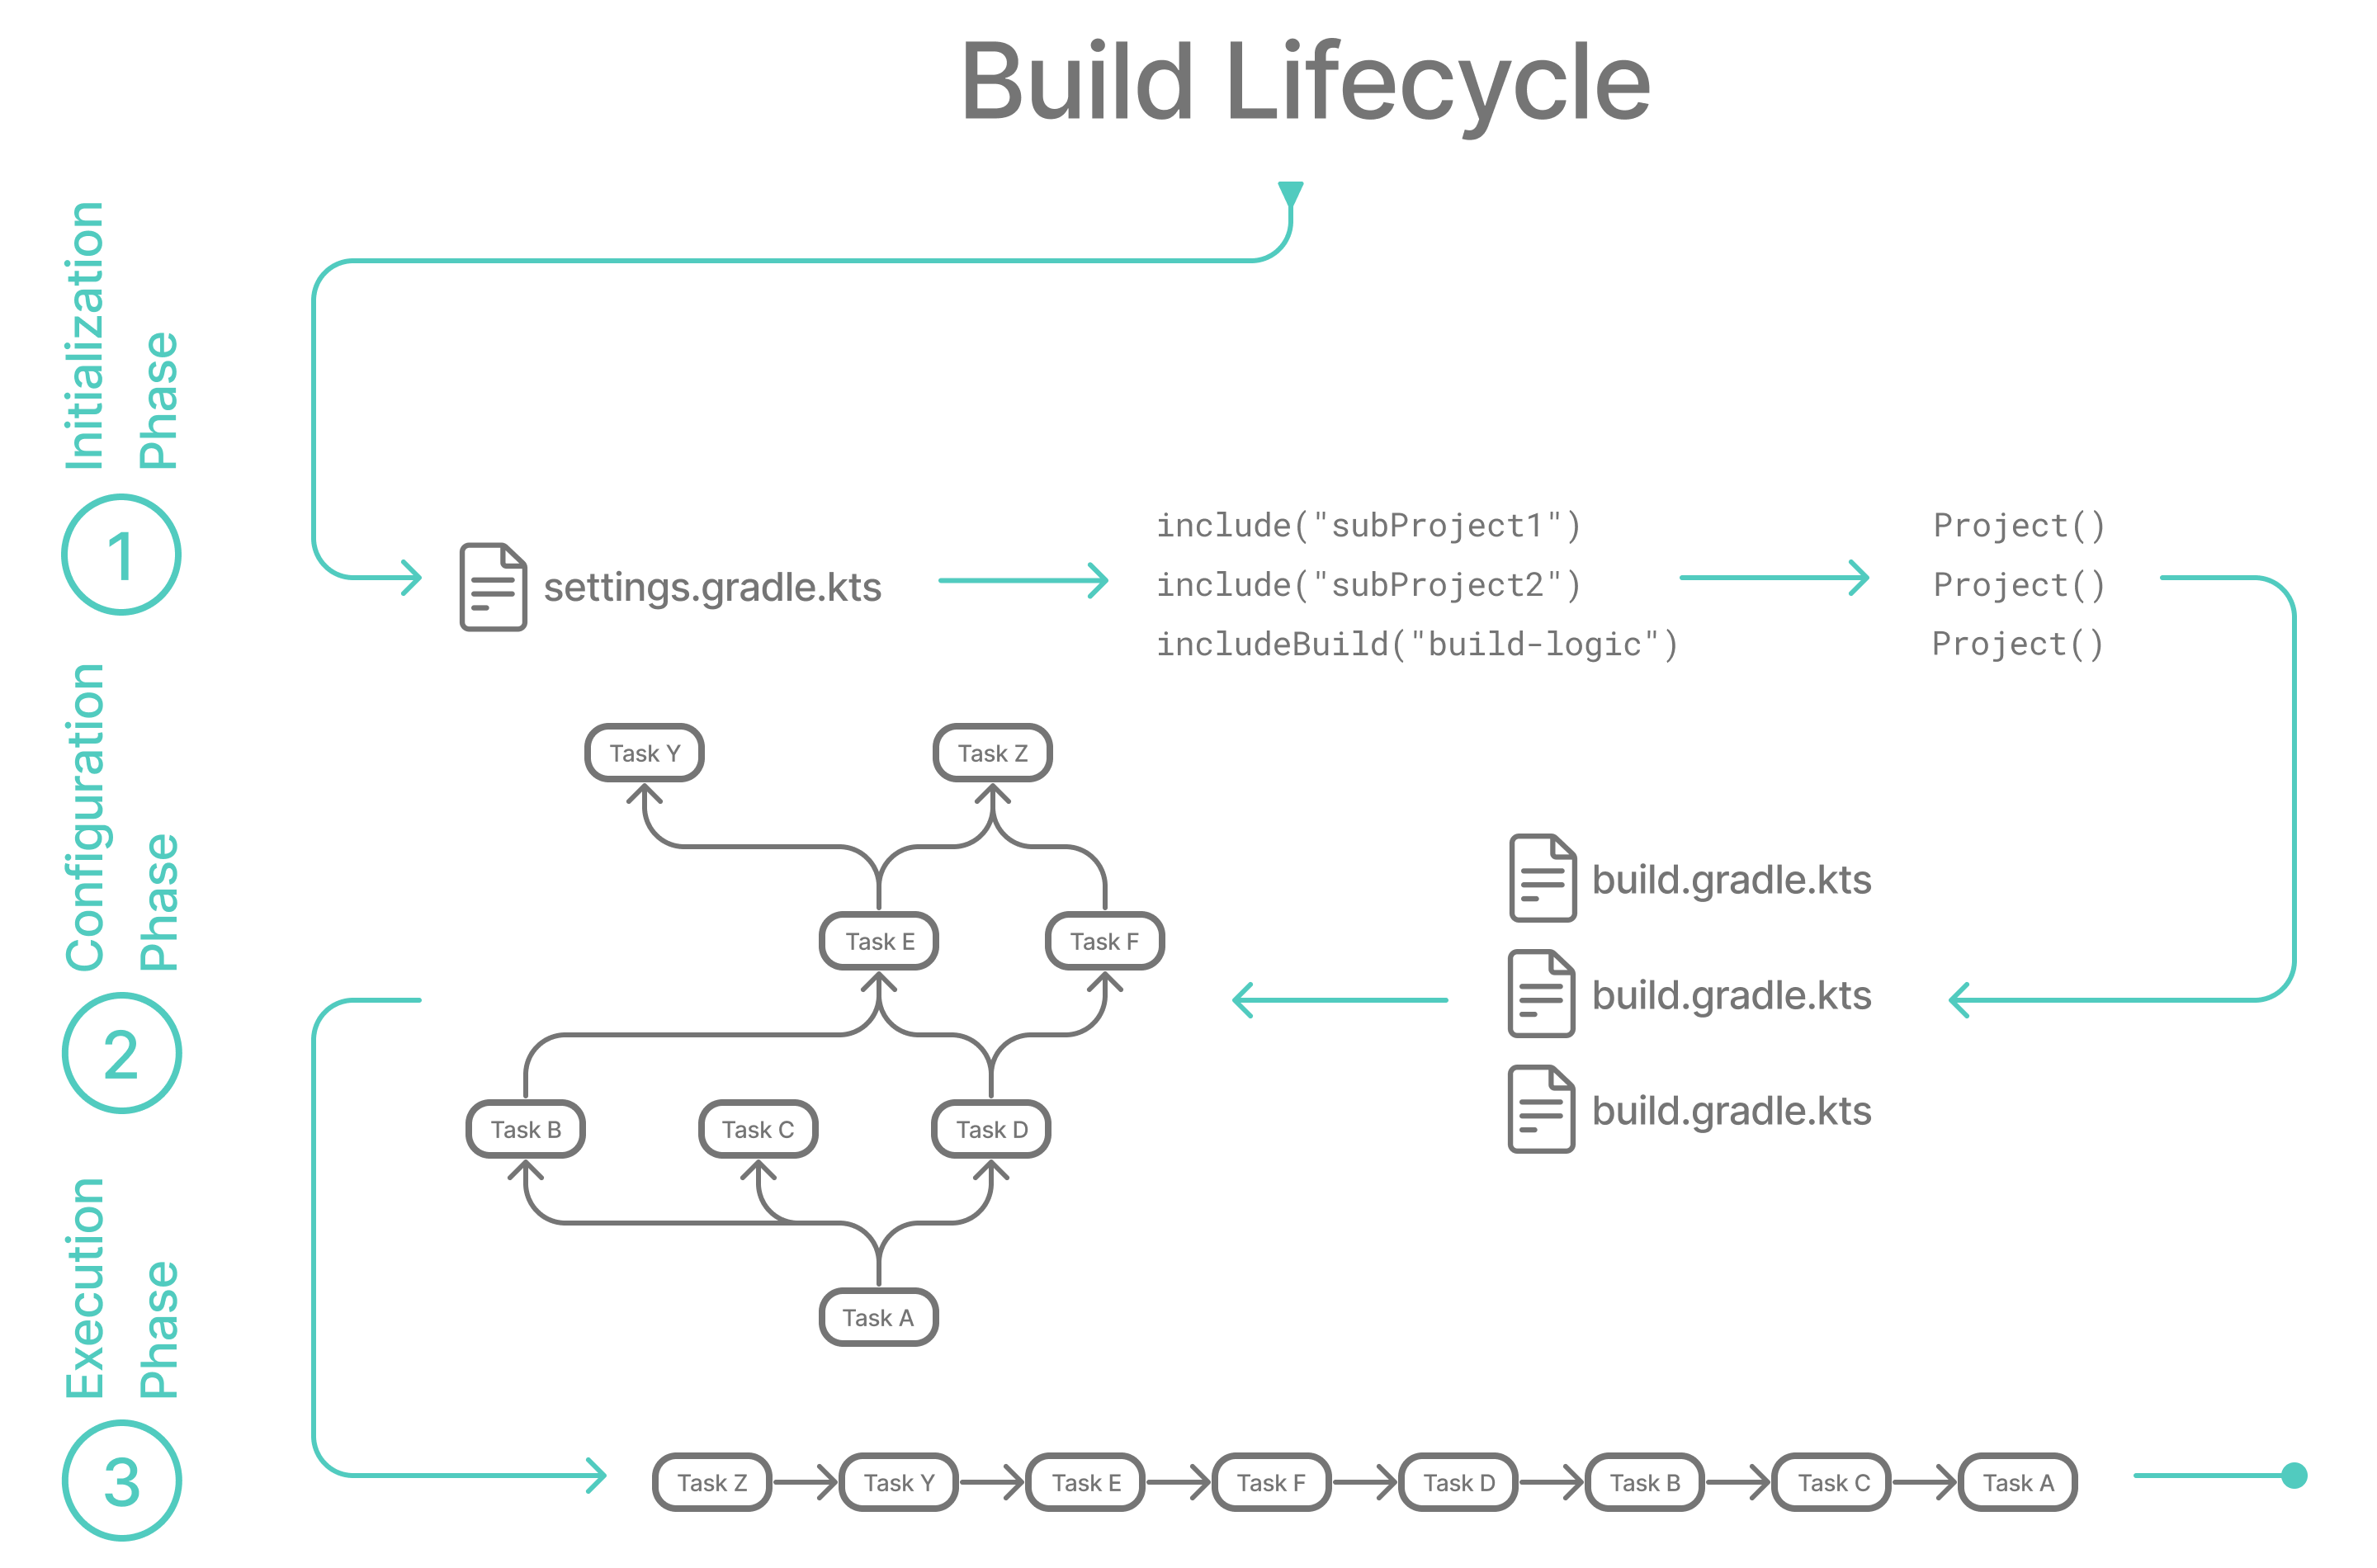 Build Lifecycle
Initialization
Phase
1
settings.gradle.kts
include("subProject1")
include("subProject2")
includeBuild("build-logic")
Project()
Project()
Project()
Configuration
Phase
2
build.gradle.kts
build.gradle.kts
build.gradle.kts
Task Y
Task Z
Task E
Task F
Task B
Task C
Task D
Task A
Execution
Phase
3
Task Z
Task Y
Task E
Task F
Task D
Task B
Task C
Task A